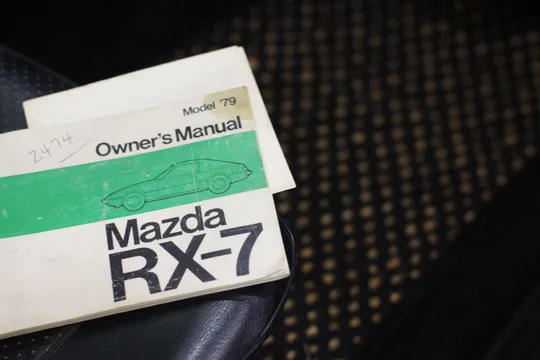 Model '79
2474
Owner's Manual
Mazda
RX-7